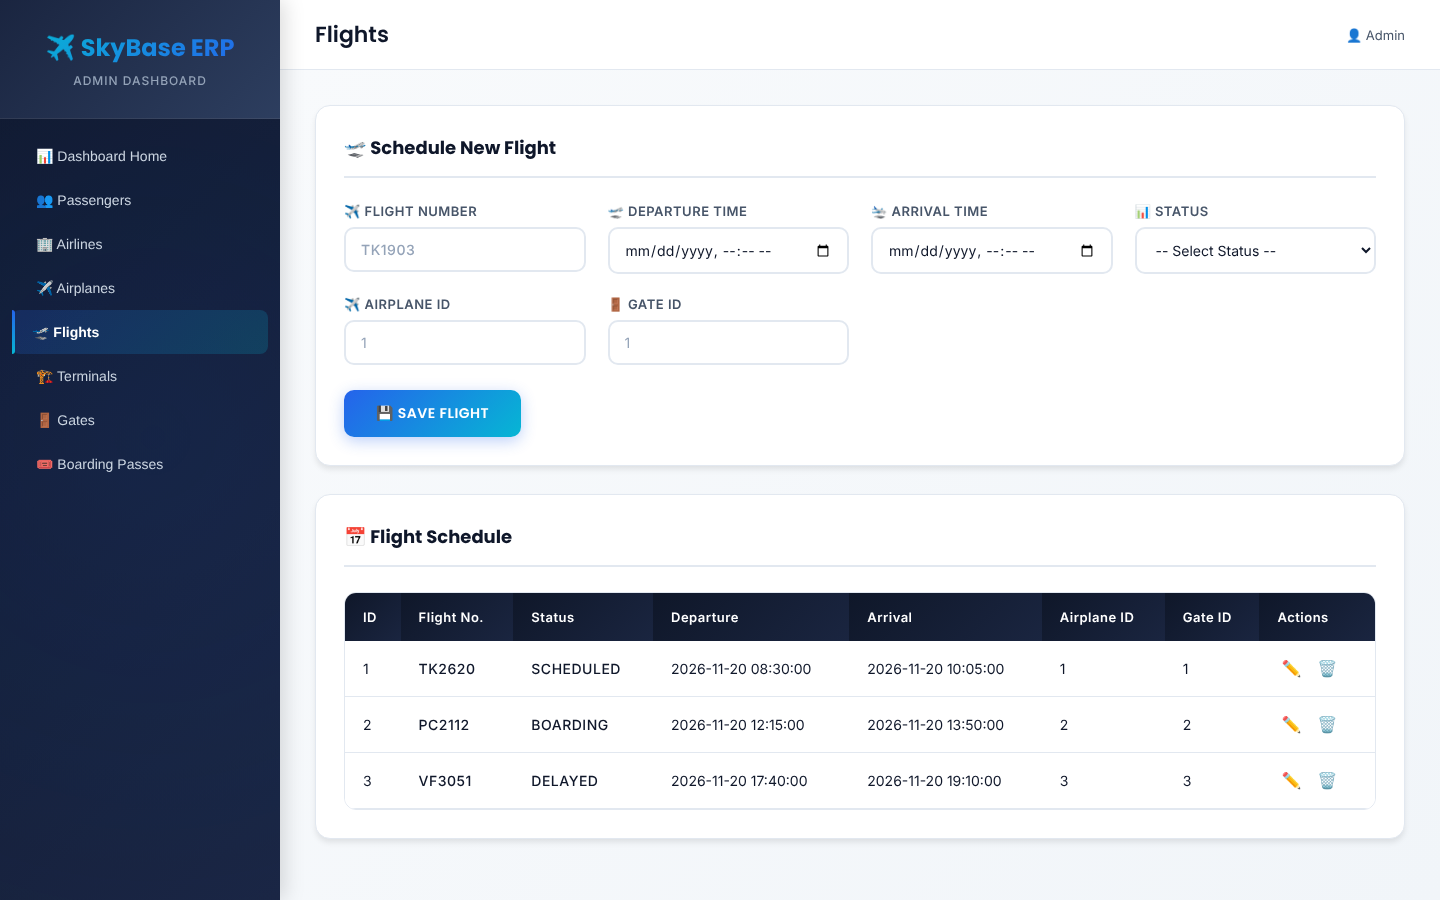 SkyBase ERP
ADMIN DASHBOARD
Dashboard Home
Passengers
Airlines
Airplanes
Flights
Terminals
Gates
Boarding Passes
Flights
Admin
Schedule New Flight
FLIGHT NUMBER
DEPARTURE TIME
ARRIVAL TIME
STATUS
TK1903
mm/dd/yyyy, --:-- --
mm/dd/yyyy, --:-- --
-- Select Status --
AIRPLANE ID
GATE ID
1
1
SAVE FLIGHT
Flight Schedule
ID Flight No. Status Departure Arrival Airplane ID Gate ID Actions
1 TK2620 SCHEDULED 2026-11-20 08:30:00 2026-11-20 10:05:00 1 1
2 PC2112 BOARDING 2026-11-20 12:15:00 2026-11-20 13:50:00 2 2
3 VF3051 DELAYED 2026-11-20 17:40:00 2026-11-20 19:10:00 3 3